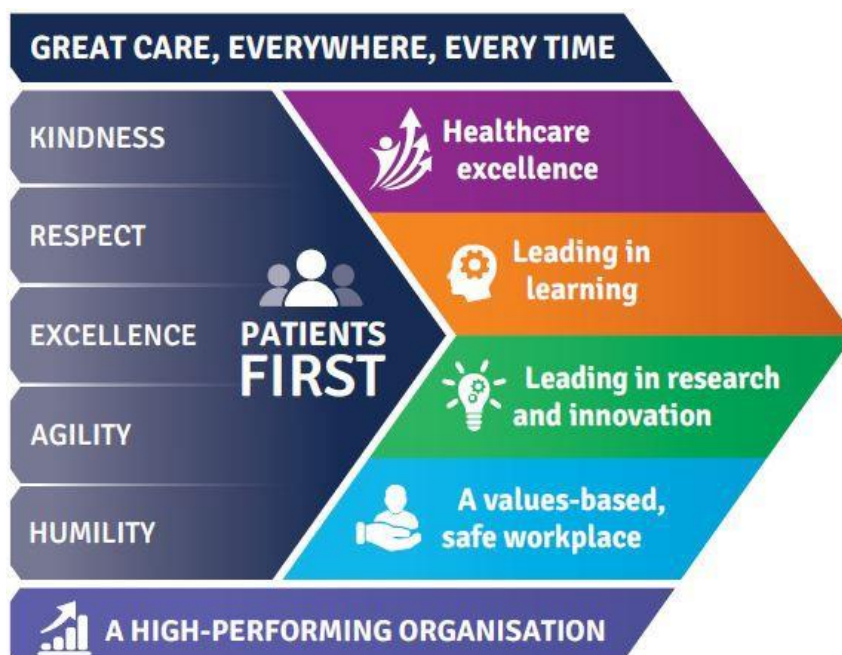 GREAT CARE, EVERYWHERE, EVERY TIME
KINDNESS
RESPECT
EXCELLENCE
AGILITY
HUMILITY
PATIENTS
FIRST
Healthcare
excellence
Leading in
learning
Leading in research
and innovation
A values-based,
safe workplace
A HIGH-PERFORMING ORGANISATION